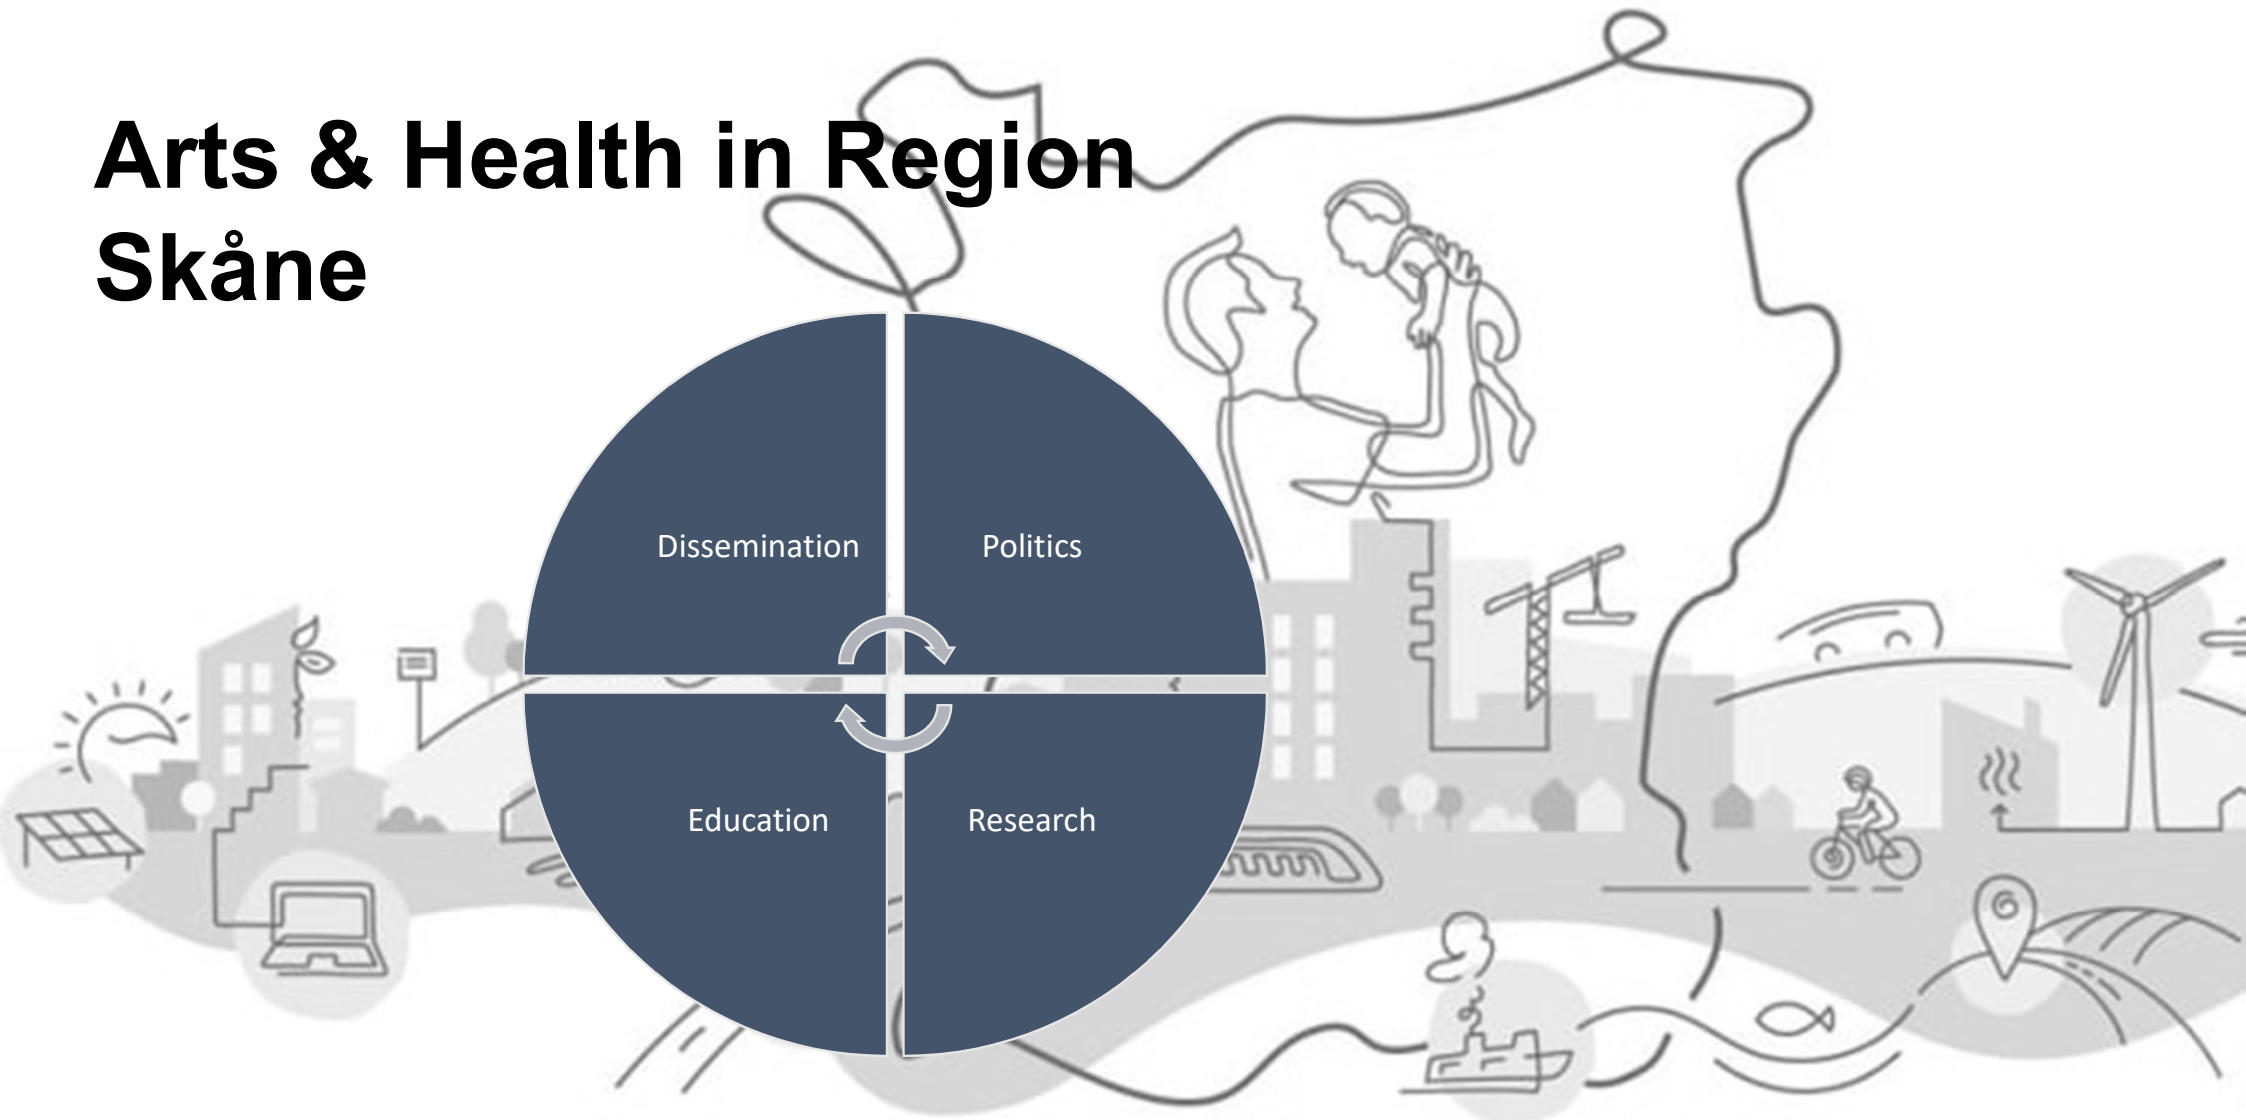 Arts & Health in Region
Skåne
Dissemination
Politics
Education
Research